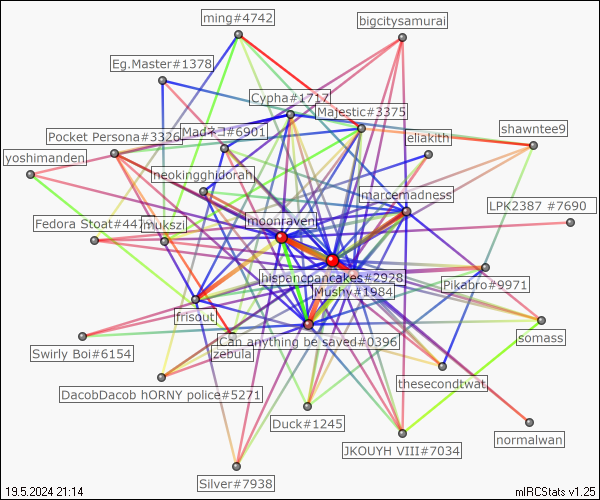 ming#4742
bigcitysamurai
Eg.Master#1378
Cypha#1717
Majestic#3375
shawntee9
Pocket Persona#3326
Madネコ#6901
eliakith
yoshimanden
neokingghidorah
marcemadness
LPK2387 #7690
Fedora Stoat#447
mukszi
moonraven
hispancpancakes#2928
Mushy#1984
Pikabro#9971
frisout
Can anything be saved#0396
somass
Swirly Boi#6154
zebula
thesecondtwat
DacobDacob hORNY police#5271
Duck#1245
normalwan
JKOUYH VIII#7034
Silver#7938
19.5.2024 21:14
mIRCStats v1.25